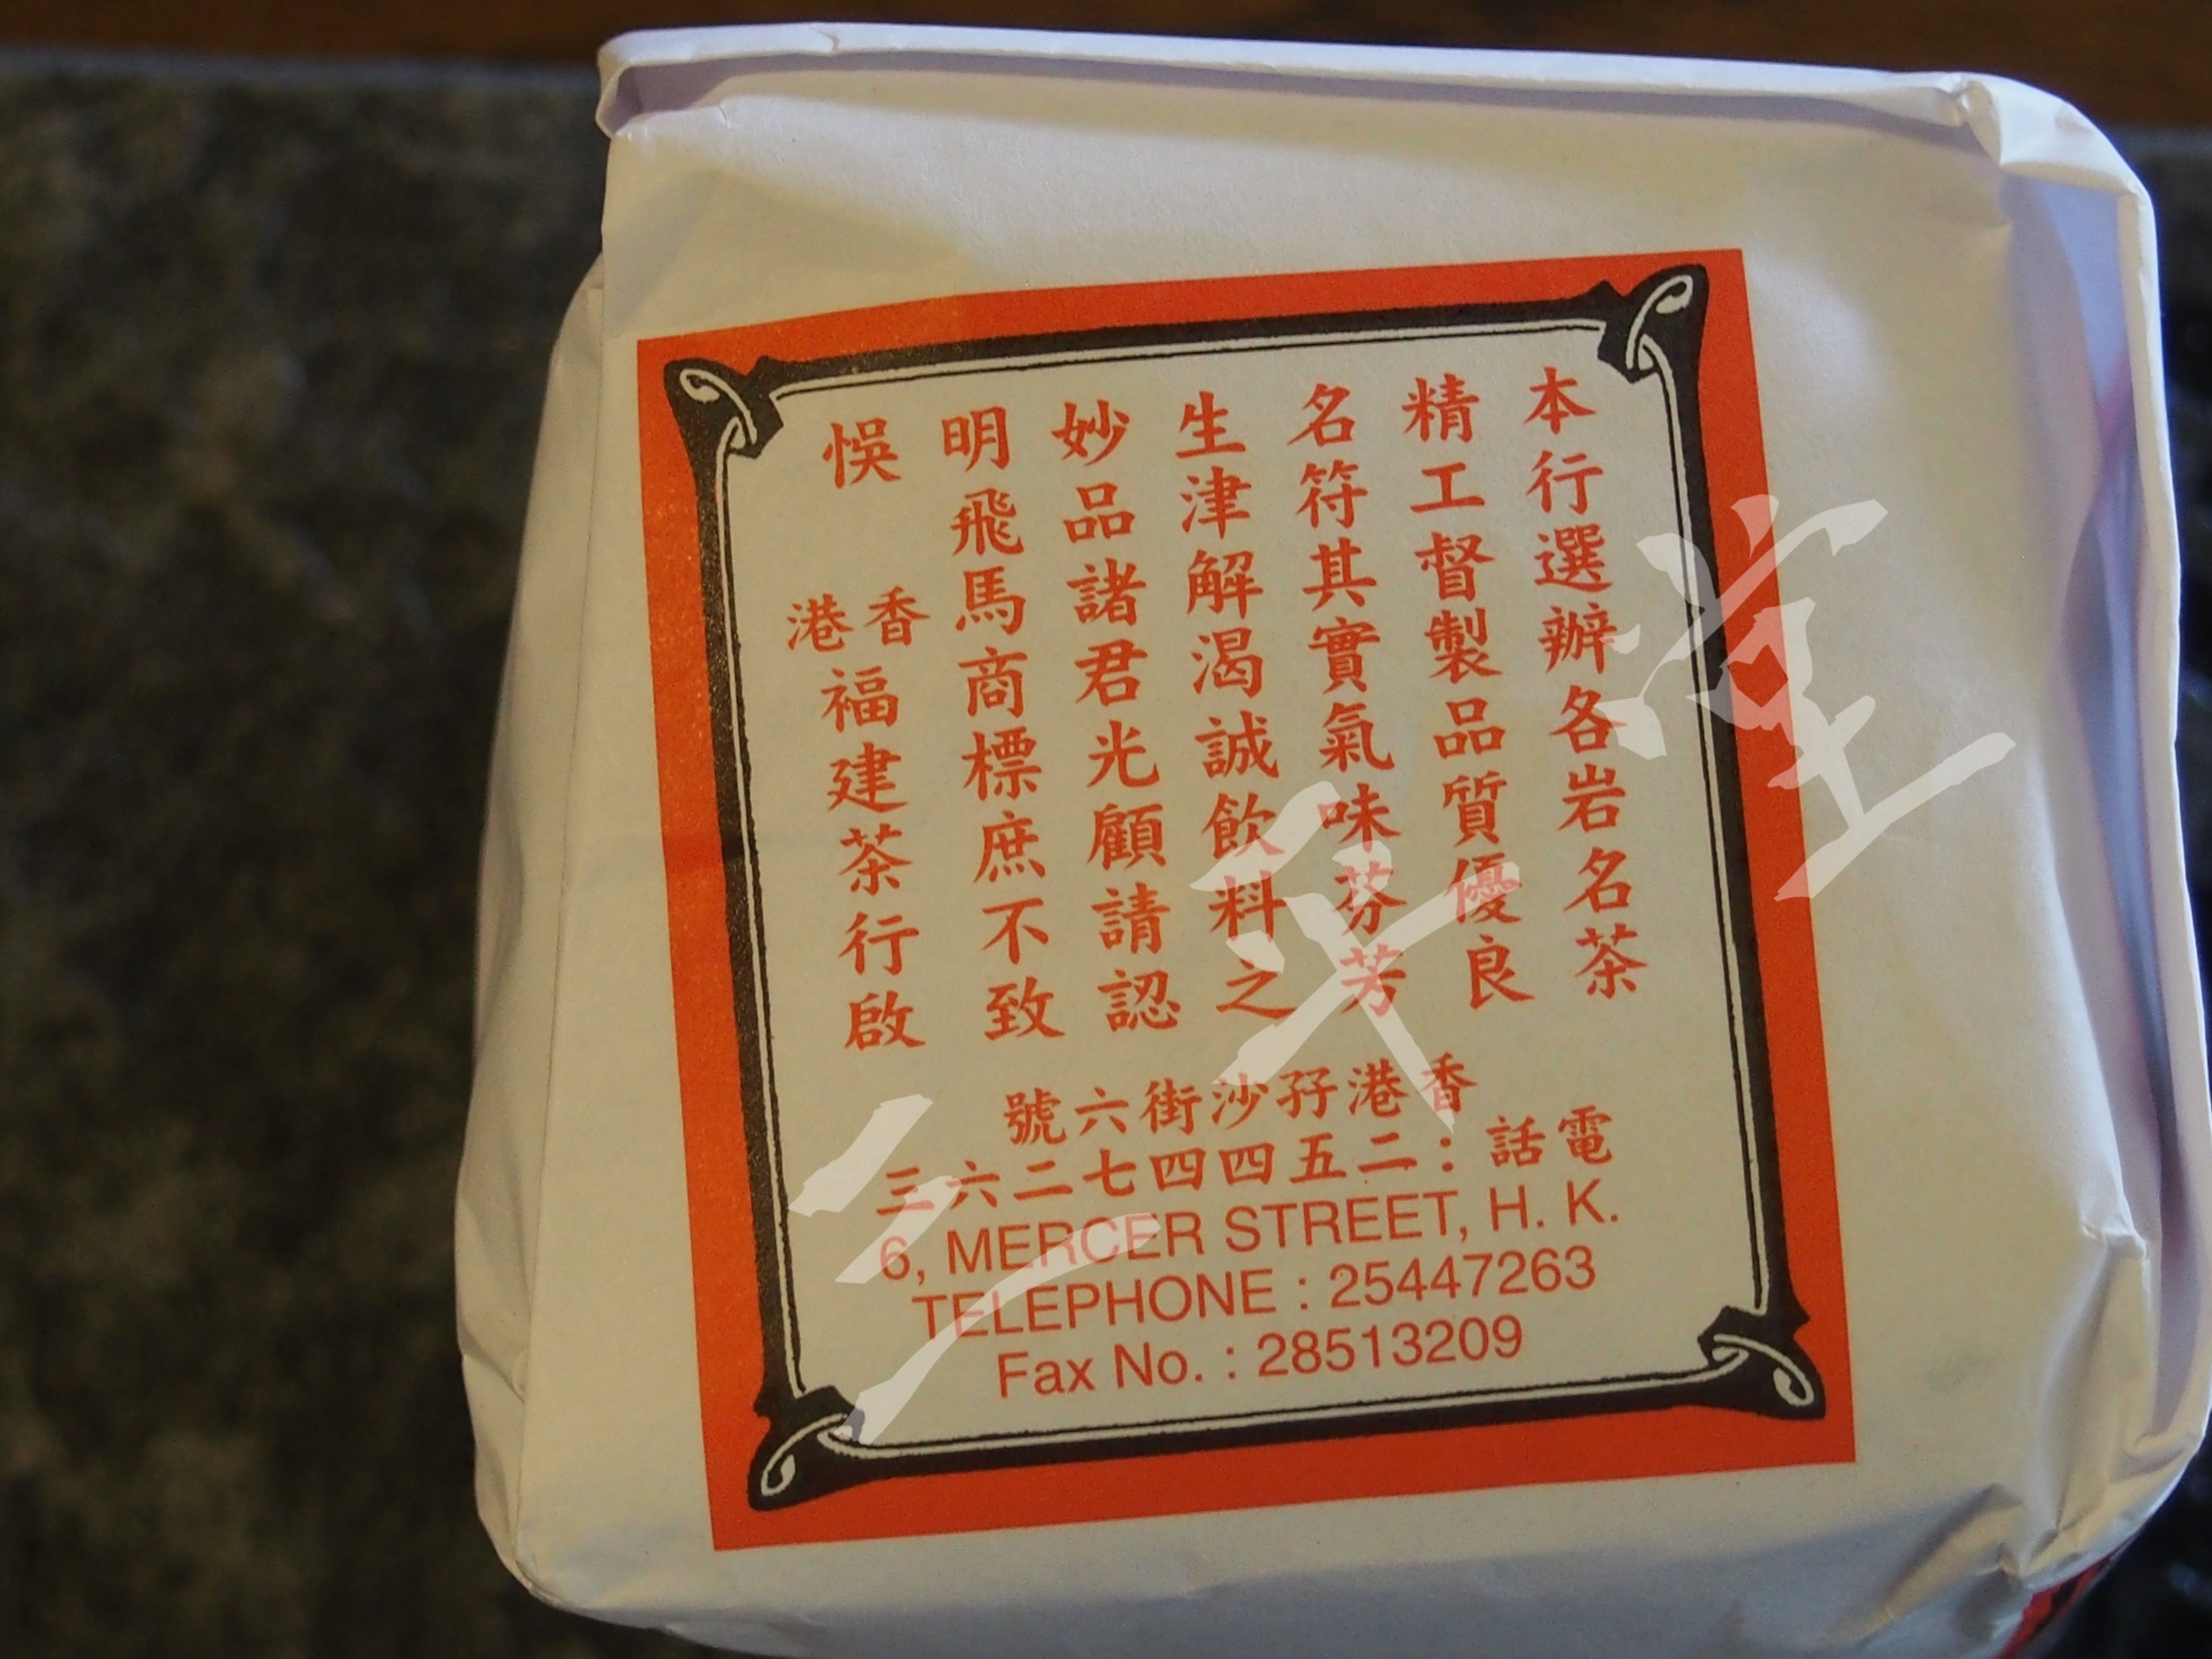 本行選辦各岩名茶
精工督製品質優良
名符其實氣味芬芳
生津解渴誠飲料之
妙品諸君光顧請認
明飛馬商標庶不致
悮
香港福建茶行啟
香港孖沙街六號
電話：二五四四七二六三
6, MERCER STREET, H. K.
TELEPHONE : 25447263
Fax No. : 28513209